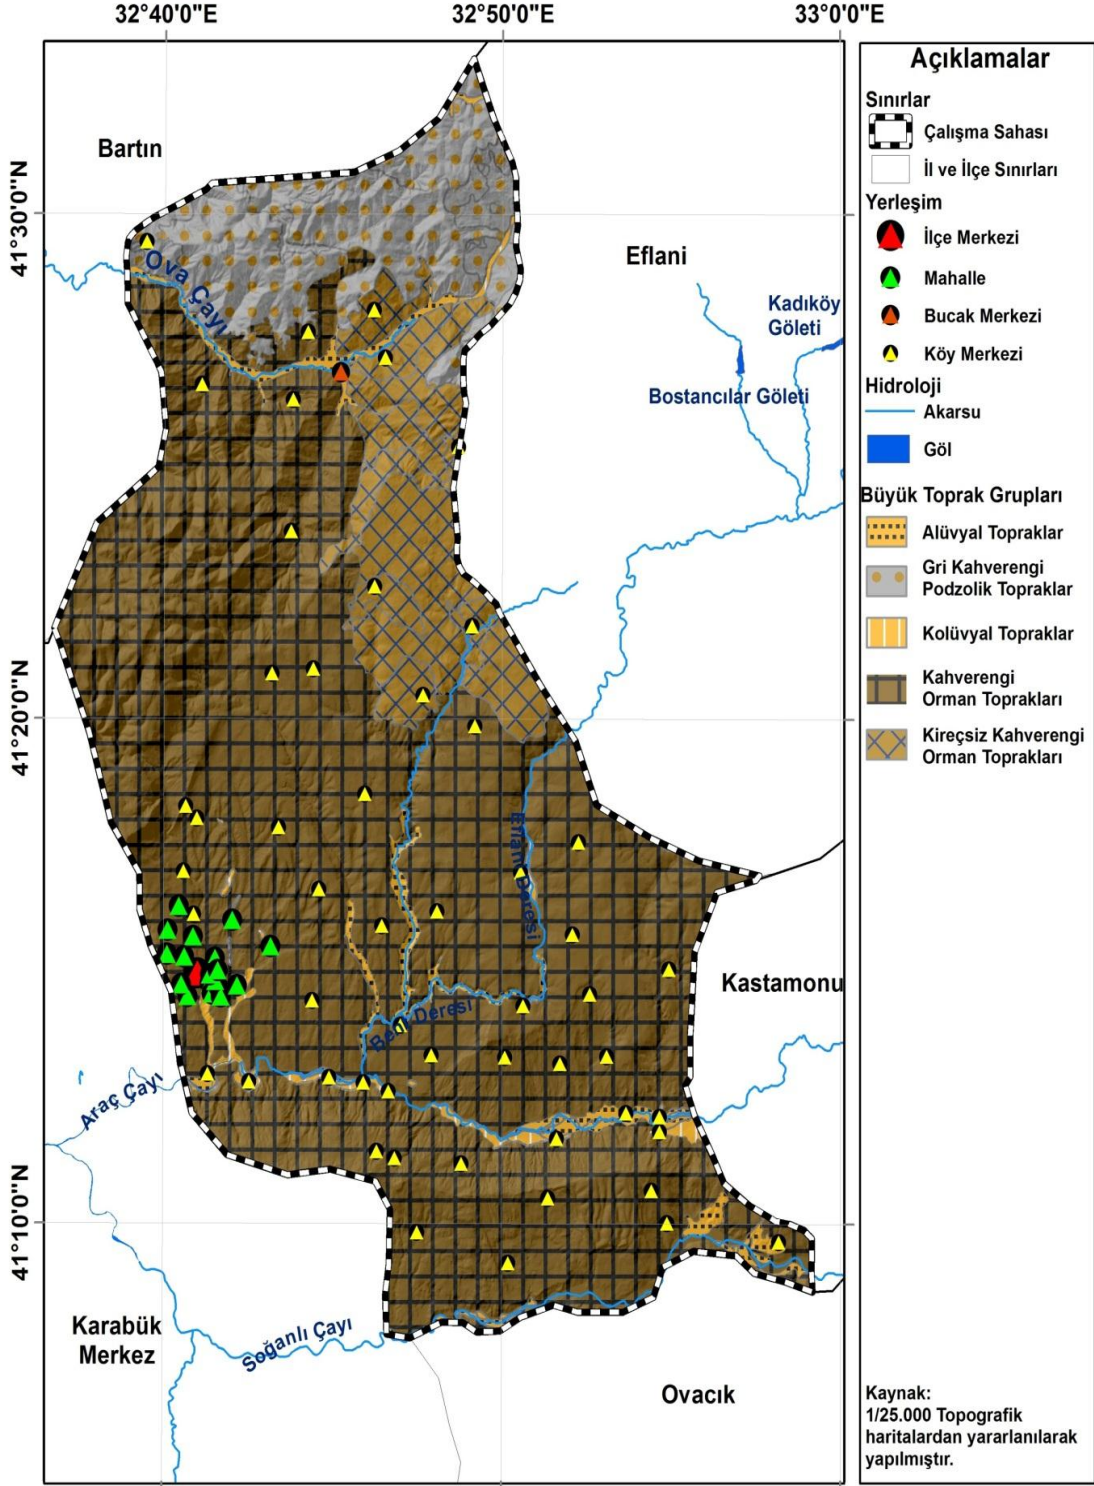 32°40'0"E
32°50'0"E
33°0'0"E
41°30'0"N
41°20'0"N
41°10'0"N
Bartın
Ova Çayı
Eflani
Kadıköy
Göleti
Bostancılar Göleti
Eflani Deresi
Kastamonu
Araç Çayı
Karabük
Merkez
Soğanlı Çayı
Ovacık
Açıklamalar
Sınırlar
Çalışma Sahası
İl ve İlçe Sınırları
Yerleşim
İlçe Merkezi
Mahalle
Bucak Merkezi
Köy Merkezi
Hidroloji
Akarsu
Göl
Büyük Toprak Grupları
Alüvyal Topraklar
Gri Kahverengi
Podzolik Topraklar
Kolüvyal Topraklar
Kahverengi
Orman Toprakları
Kireçsiz Kahverengi
Orman Toprakları
Kaynak:
1/25.000 Topografik
haritalardan yararlanılarak
yapılmıştır.